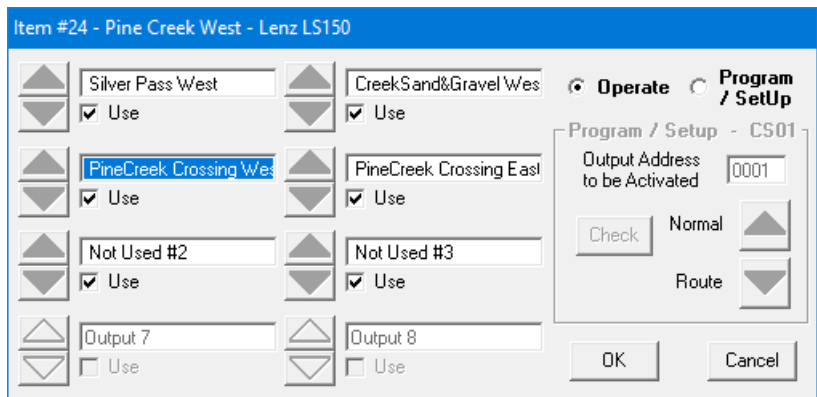 Item #24 - Pine Creek West - Lenz LS150
Silver Pass West
Use
CreekSand&Gravel Wes
Use
PineCreek Crossing Wes
Use
PineCreek Crossing East
Use
Not Used #2
Use
Not Used #3
Use
Output 7
Use
Output 8
Use
Operate
Program
/ SetUp
Program / Setup - CS01
Output Address
to be Activated
0001
Check
Normal
Route
OK
Cancel